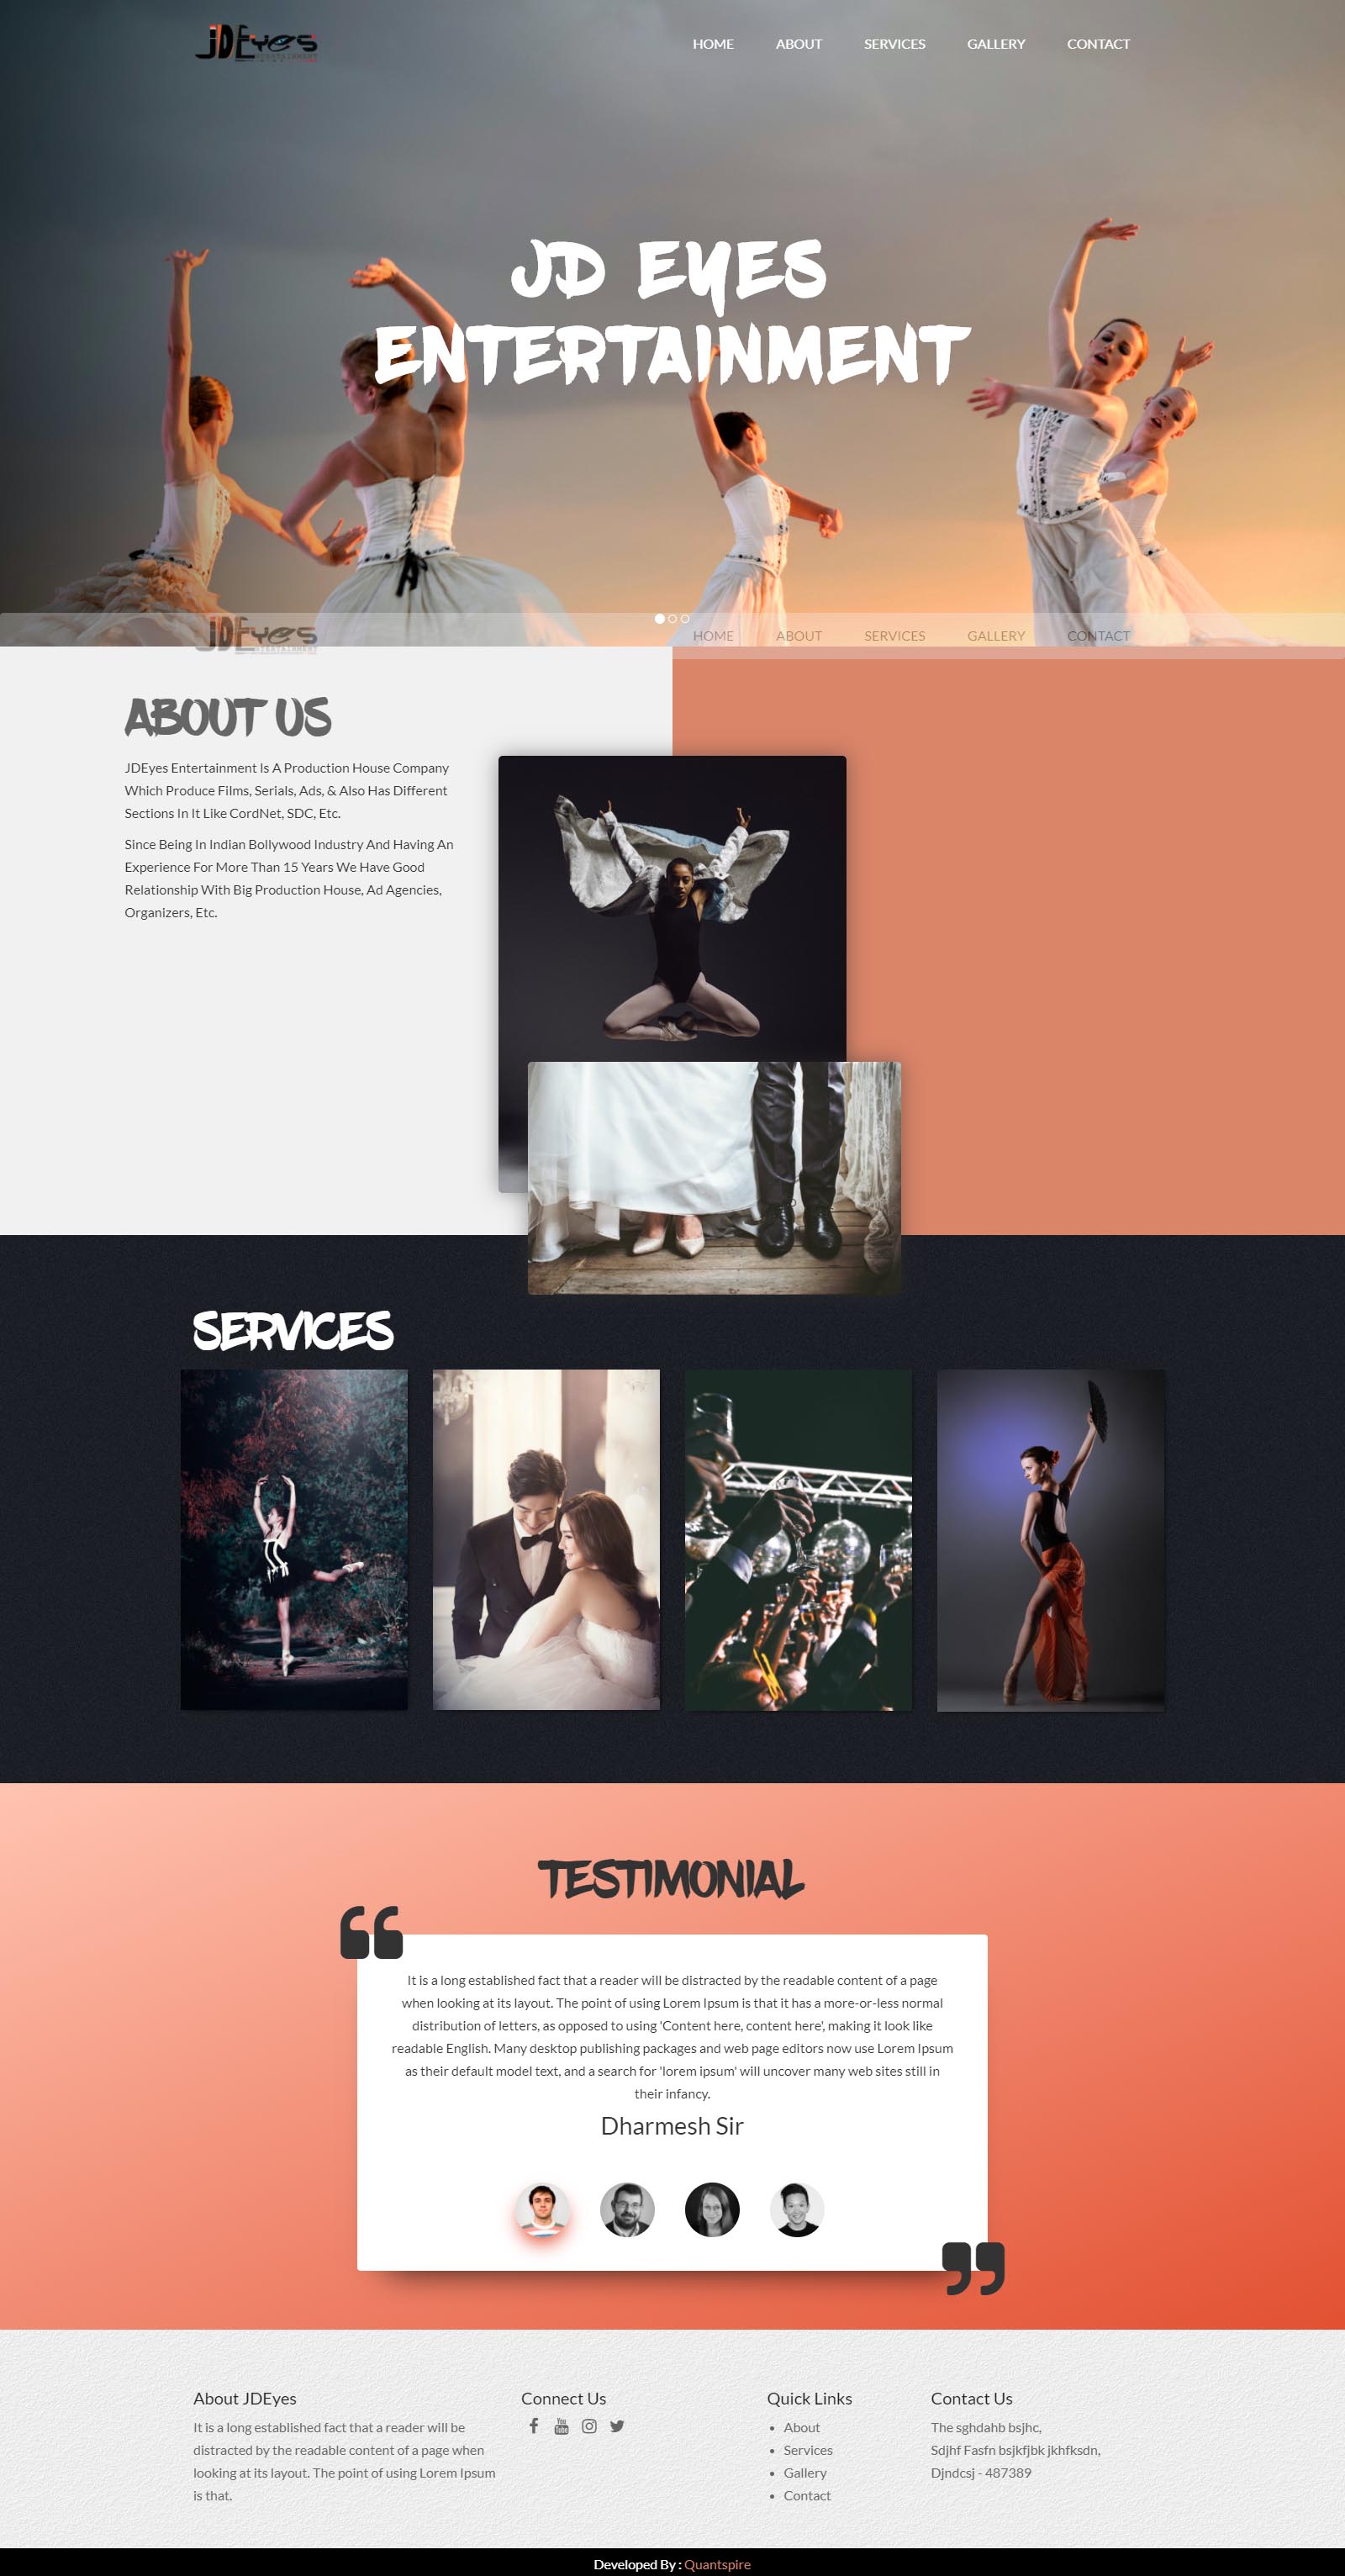 JDEyes
ENTERTAINMENT
HOME ABOUT SERVICES GALLERY CONTACT
JD EYES
ENTERTAINMENT
JDEyes
ENTERTAINMENT
HOME ABOUT SERVICES GALLERY CONTACT
ABOUT US
JDEyes Entertainment Is A Production House Company
Which Produce Films, Serials, Ads, & Also Has Different
Sections In It Like CordNet, SDC, Etc.
Since Being In Indian Bollywood Industry And Having An
Experience For More Than 15 Years We Have Good
Relationship With Big Production House, Ad Agencies,
Organizers, Etc.
SERVICES
TESTIMONIAL
It is a long established fact that a reader will be distracted by the readable content of a page
when looking at its layout. The point of using Lorem Ipsum is that it has a more-or-less normal
distribution of letters, as opposed to using 'Content here, content here', making it look like
readable English. Many desktop publishing packages and web page editors now use Lorem Ipsum
as their default model text, and a search for 'lorem ipsum' will uncover many web sites still in
their infancy.
Dharmesh Sir
About JDEyes
It is a long established fact that a reader will be
distracted by the readable content of a page when
looking at its layout. The point of using Lorem Ipsum
is that.
Connect Us
Quick Links
About
Services
Gallery
Contact
Contact Us
The sghdahb bsjhc,
Sdjhf Fasfn bsjkfjbk jkhfksdn,
Djndcsj - 487389
Developed By : Quantspire